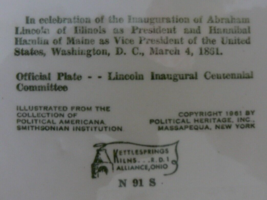 In celebration of the Inauguration of Abraham
Lincoln of Illinois as President and Hannibal
Hamlin of Maine as Vice President of the United
States, Washington, D. C., March 4, 1861.
Official Plate - - Lincoln Inaugural Centennial
Committee
ILLUSTRATED FROM THE
COLLECTION OF
POLITICAL AMERICANA
SMITHSONIAN INSTITUTION
COPYRIGHT 1961 BY
POLITICAL HERITAGE, INC.,
MASSAPEQUA, NEW YORK
KETTLESPRINGS
KILNS
ALLIANCE, OHIO
N 91 S